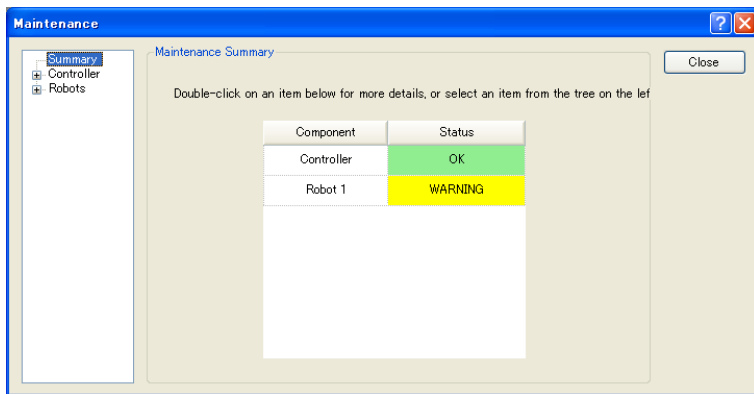 Maintenance
Summary
Controller
Robots
Maintenance Summary
Close
Double-click on an item below for more details, or select an item from the tree on the lef
Component Status
Controller OK
Robot 1 WARNING